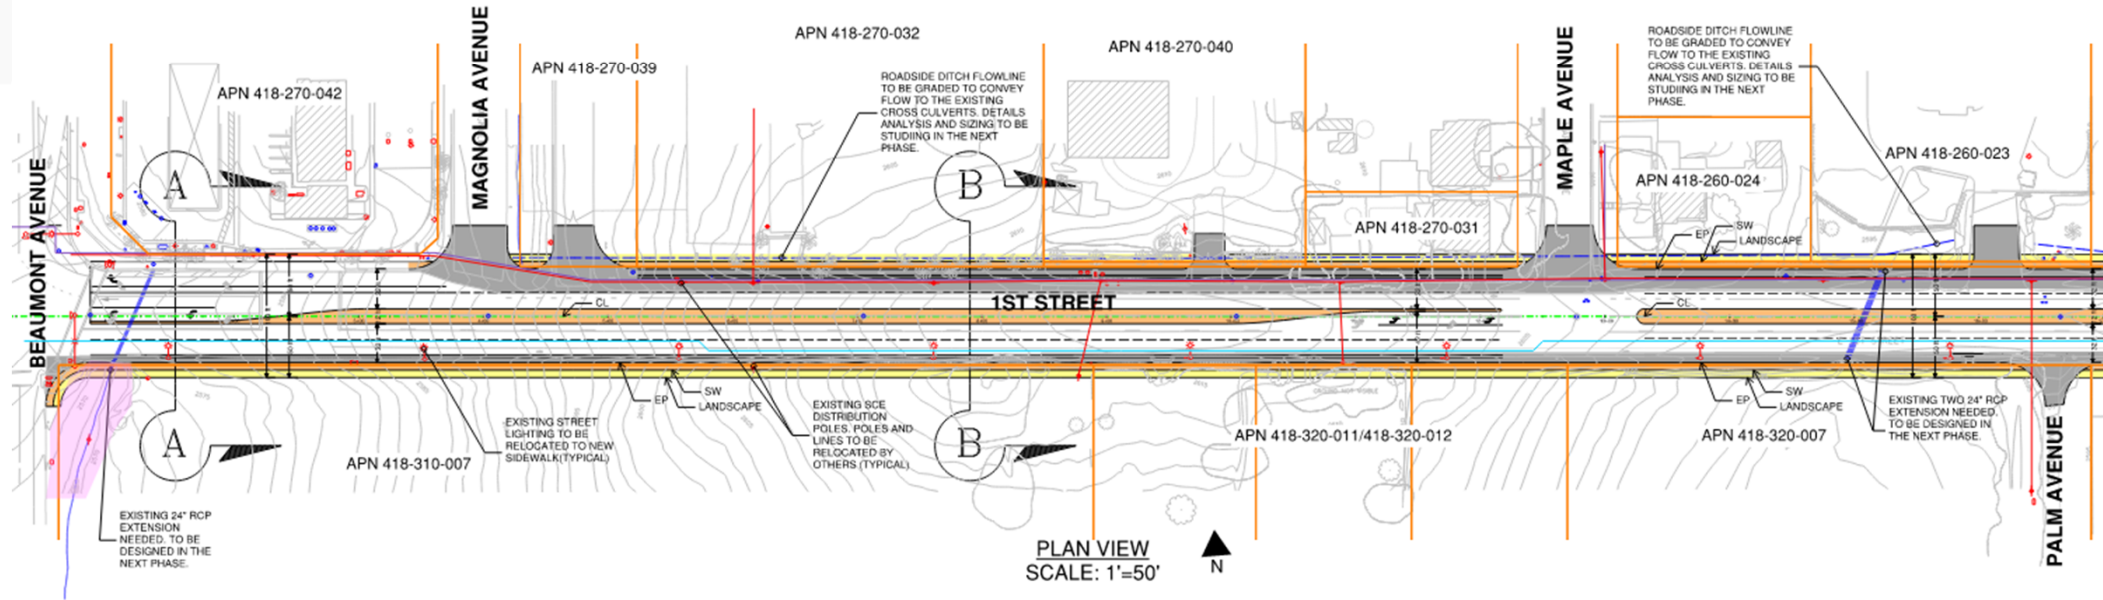 BEAUMONT AVENUE
APN 418-270-042
MAGNOLIA AVENUE
APN 418-270-039
APN 418-270-032
ROADSIDE DITCH FLOWLINE
TO BE GRADED TO CONVEY
FLOW TO THE EXISTING
CROSS CULVERTS. DETAILS
ANALYSIS AND SIZING TO BE
STUDIING IN THE NEXT
PHASE.
APN 418-270-040
MAPLE AVENUE
ROADSIDE DITCH FLOWLINE
TO BE GRADED TO CONVEY
FLOW TO THE EXISTING
CROSS CULVERTS. DETAILS
ANALYSIS AND SIZING TO BE
STUDIING IN THE NEXT
PHASE.
APN 418-260-023
APN 418-260-024
APN 418-270-031
A
B
EP
SW
LANDSCAPE
CL
1ST STREET
CL
EP
SW
LANDSCAPE
EP
SW
LANDSCAPE
A
B
APN 418-310-007
EXISTING STREET
LIGHTING TO BE
RELOCATED TO NEW
SIDEWALK(TYPICAL)
EXISTING SCE
DISTRIBUTION
POLES. POLES AND
LINES TO BE
RELOCATED BY
OTHERS (TYPICAL)
APN 418-320-011/418-320-012
APN 418-320-007
EXISTING TWO 24" RCP
EXTENSION NEEDED.
TO BE DESIGNED IN
THE NEXT PHASE.
PALM AVENUE
EXISTING 24" RCP
EXTENSION
NEEDED. TO BE
DESIGNED IN THE
NEXT PHASE.
PLAN VIEW
SCALE: 1'=50'
N